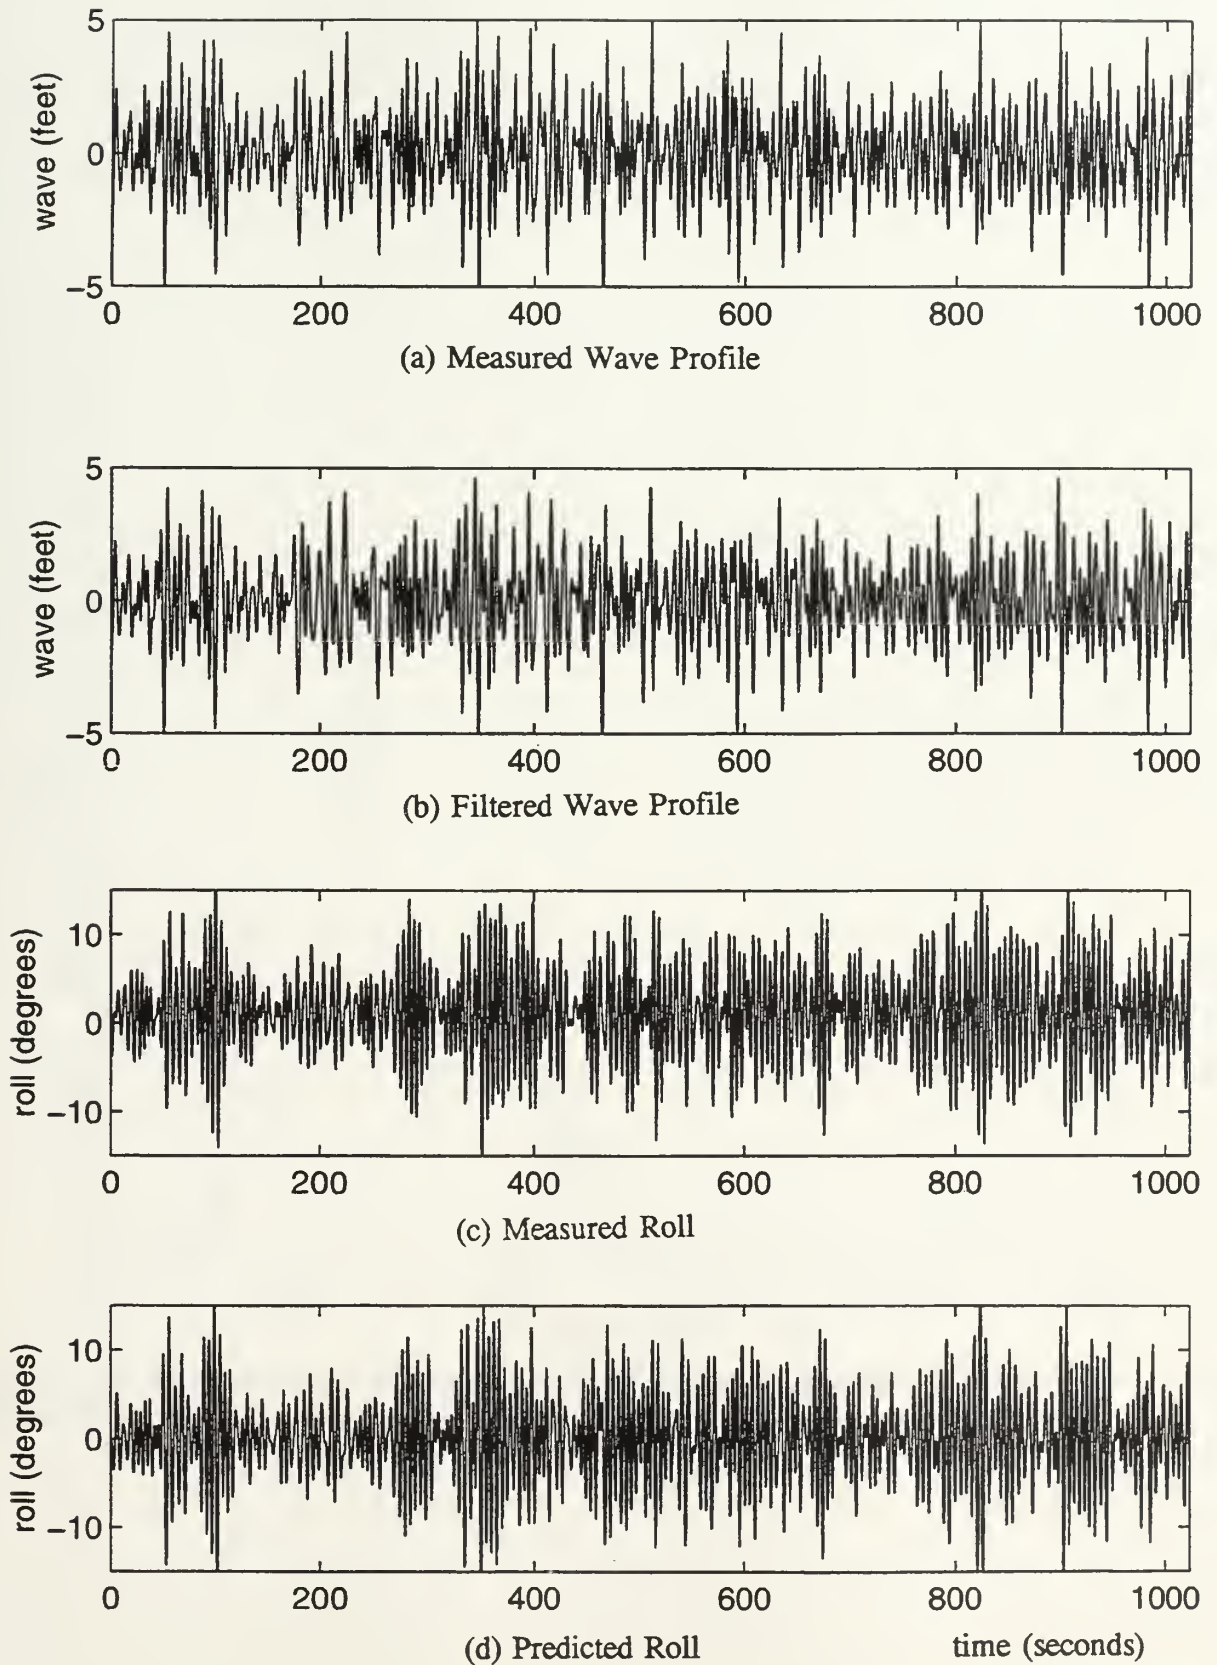 5
0
−5
wave (feet)
0 200 400 600 800 1000
(a) Measured Wave Profile
5
0
−5
wave (feet)
0 200 400 600 800 1000
(b) Filtered Wave Profile
10
0
−10
roll (degrees)
0 200 400 600 800 1000
(c) Measured Roll
10
0
−10
roll (degrees)
0 200 400 600 800 1000
(d) Predicted Roll time (seconds)